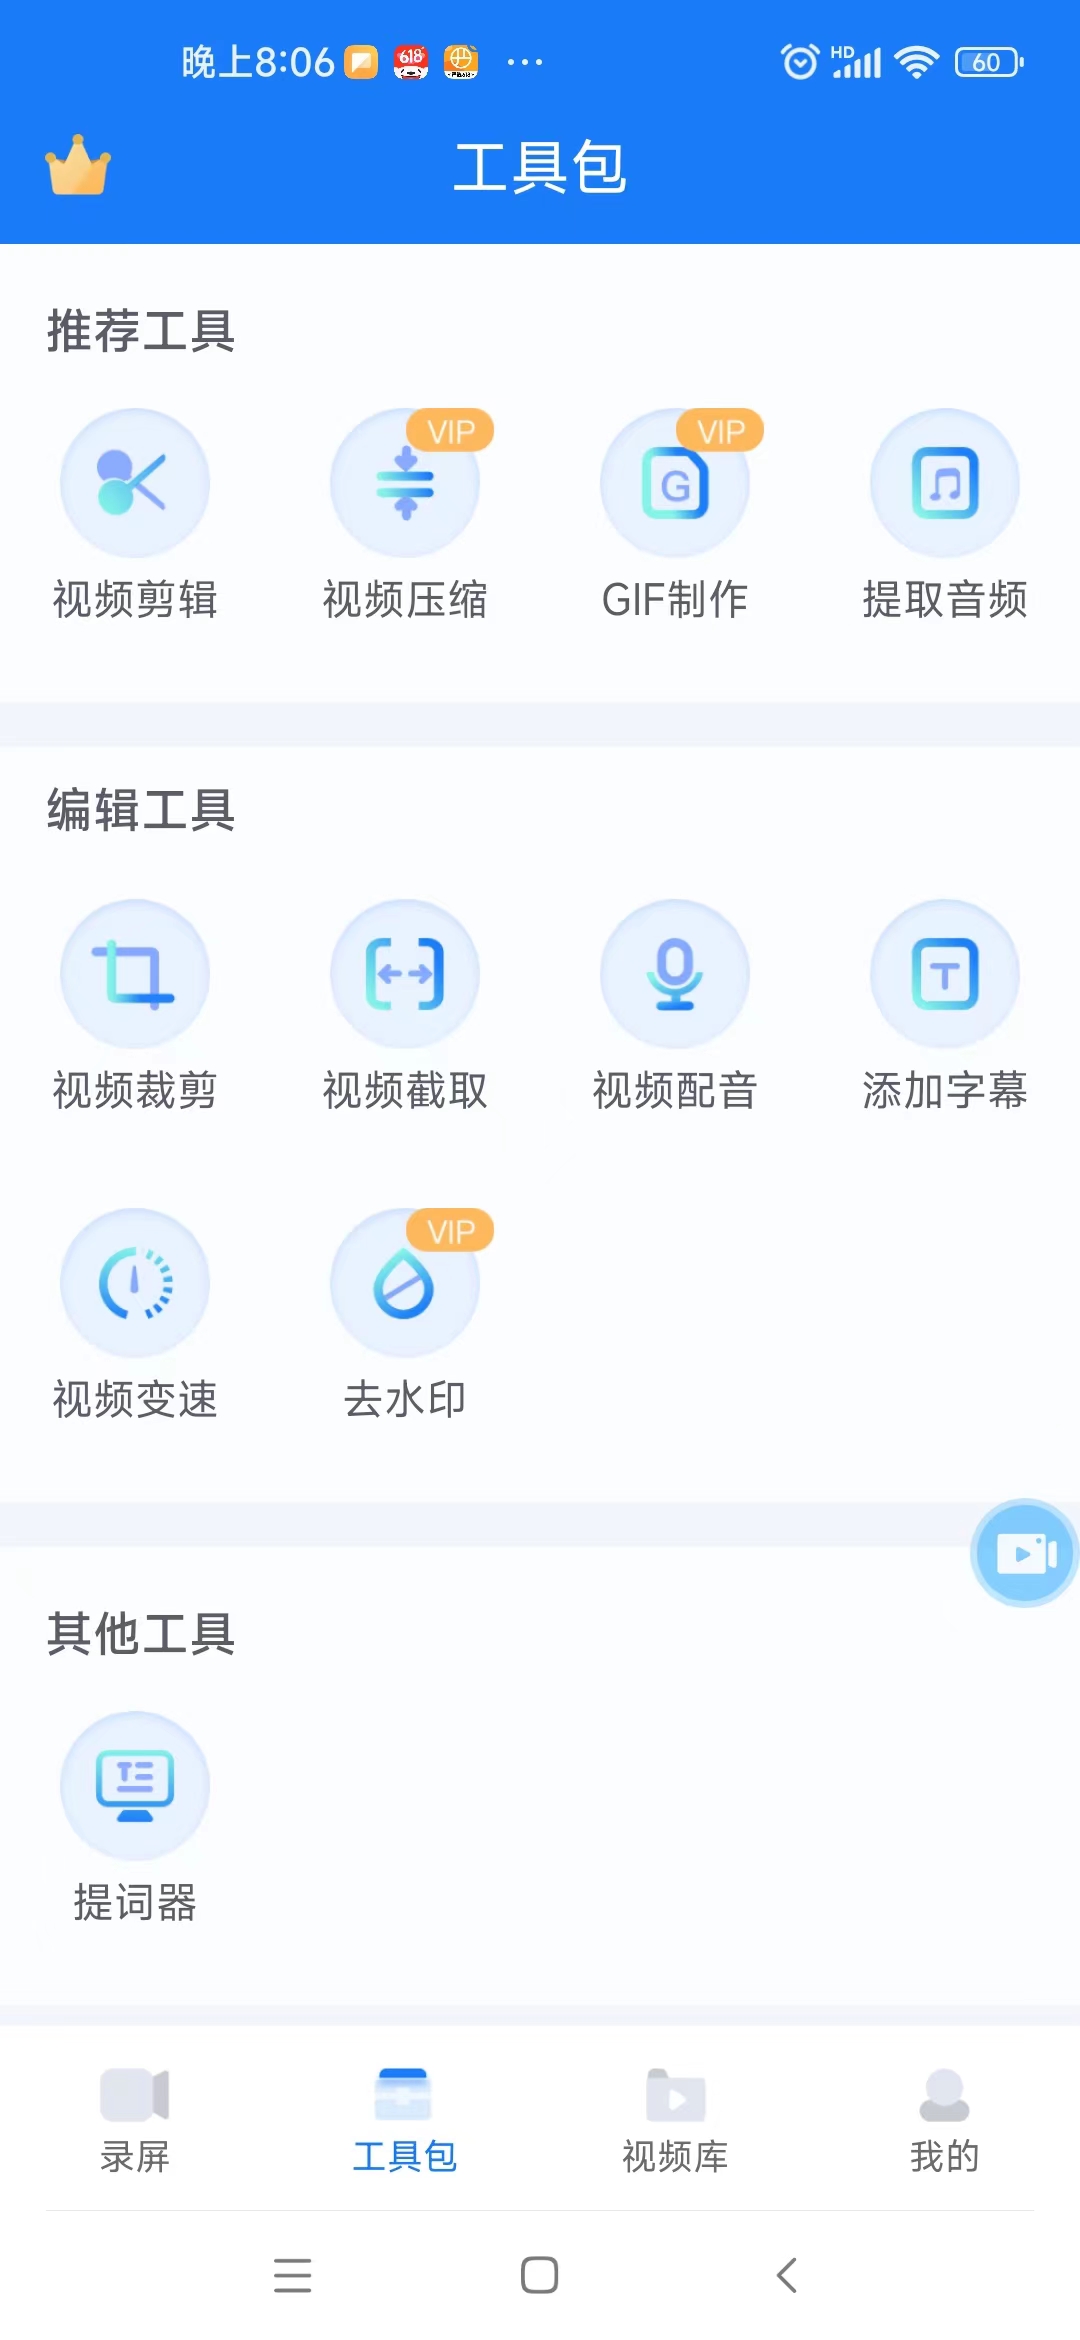 晚上8:06 618 ... HD 60
工具包
推荐工具
VIP VIP
G
视频剪辑 视频压缩 GIF制作 提取音频
编辑工具
T
视频裁剪 视频截取 视频配音 添加字幕
VIP
视频变速 去水印
其他工具
提词器
录屏 工具包 视频库 我的